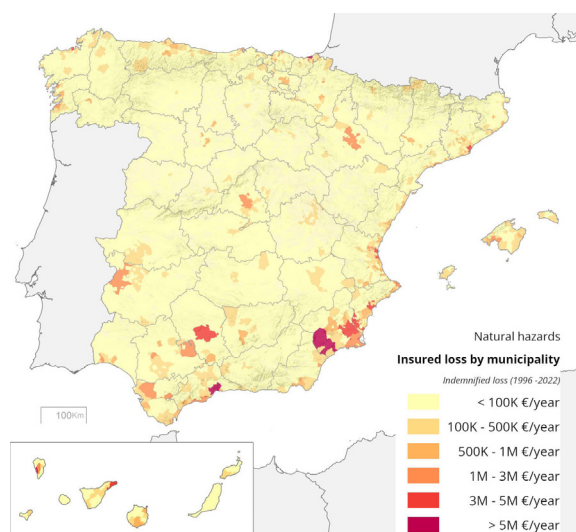 Natural hazards
Insured loss by municipality
Indemnified loss (1996 -2022)
< 100K €/year
100K - 500K €/year
500K - 1M €/year
1M - 3M €/year
3M - 5M €/year
> 5M €/year
100Km